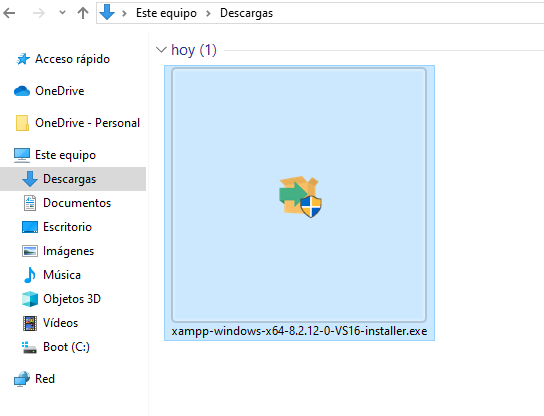 Este equipo > Descargas
hoy (1)
Acceso rápido
OneDrive
OneDrive - Personal
Este equipo
Descargas
Documentos
Escritorio
Imágenes
Música
Objetos 3D
Vídeos
Boot (C:)
Red
xampp-windows-x64-8.2.12-0-VS16-installer.exe